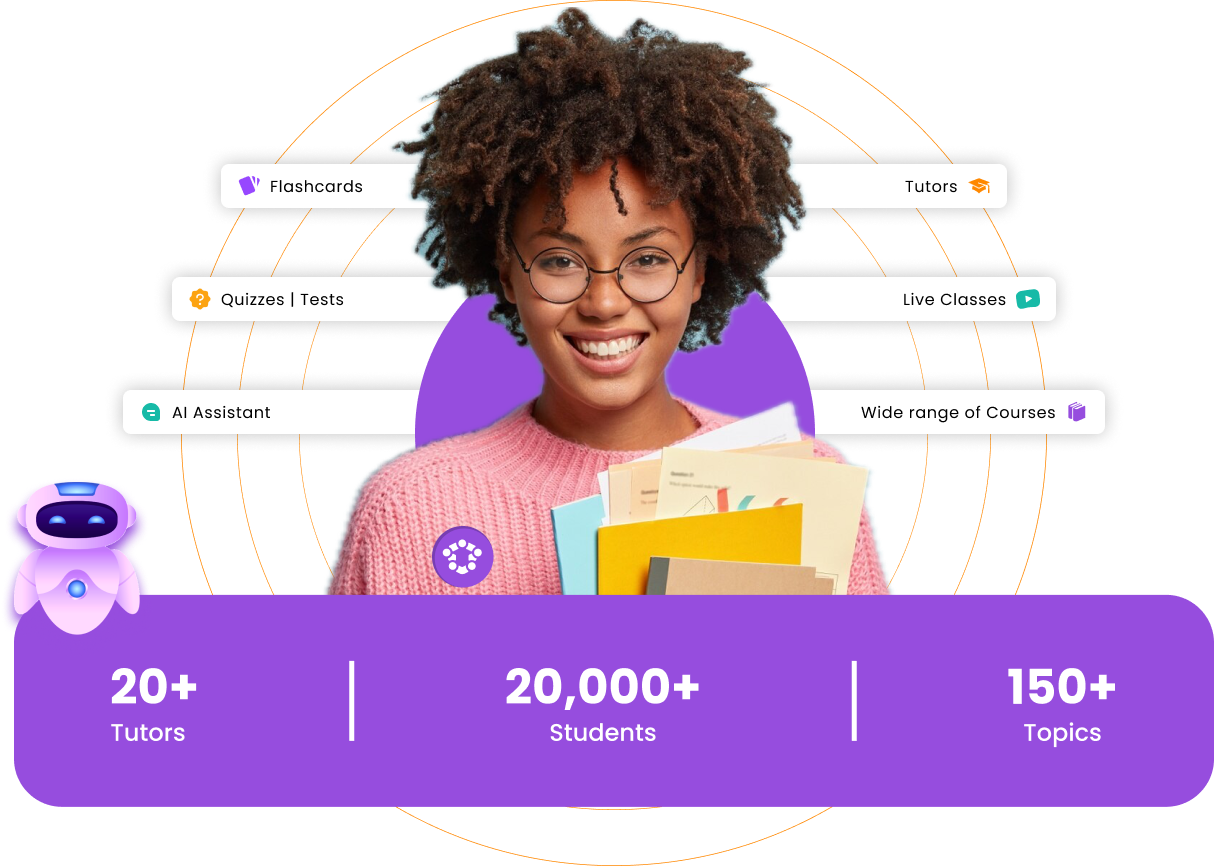 Flashcards
Tutors
Quizzes | Tests
Live Classes
AI Assistant
Wide range of Courses
20+
Tutors
20,000+
Students
150+
Topics